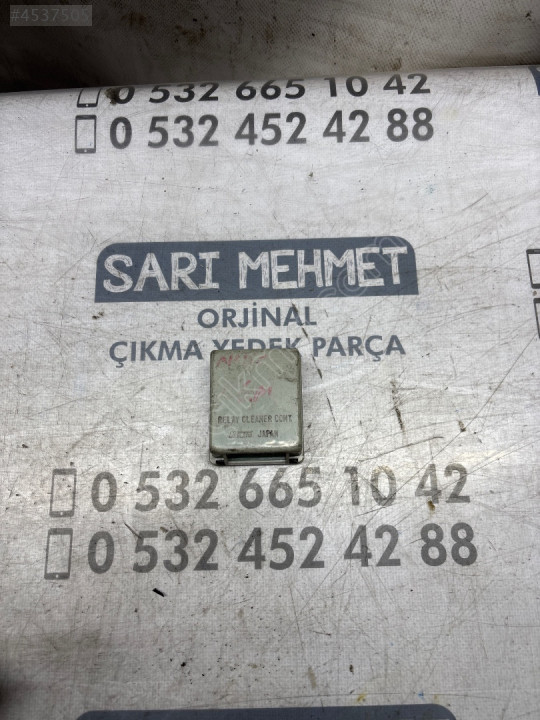 #453756
0 532 665 10 42
0 532 452 42 88
SARI MEHMET
ORJİNAL
ÇIKMA YEDEK PARÇA
RELAY CLEANER CONT.
JAPAN
0 532 665 10 42
0 532 452 42 88